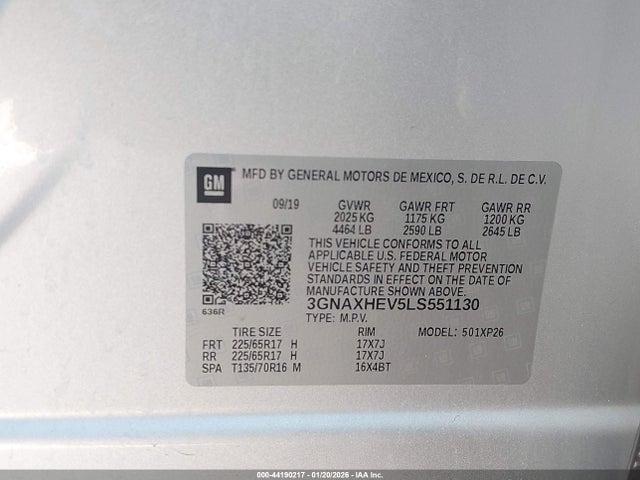 GM ® MFD BY GENERAL MOTORS DE MEXICO, S. DE R.L. DE C.V.
09/19 GVWR GAWR FRT GAWR RR
2025 KG 1175 KG 1200 KG
4464 LB 2590 LB 2645 LB
THIS VEHICLE CONFORMS TO ALL
APPLICABLE U.S. FEDERAL MOTOR
VEHICLE SAFETY AND THEFT PREVENTION
STANDARDS IN EFFECT ON THE DATE OF
MANUFACTURE SHOWN ABOVE.
3GNAXHEV5LS551130
636R TYPE: M.P.V.
TIRE SIZE RIM MODEL: 501XP26
FRT 225/65R17 H 17X7J
RR 225/65R17 H 17X7J
SPA T135/70R16 M 16X4BT
000-44190217 - 01/20/2026 - IAA Inc.